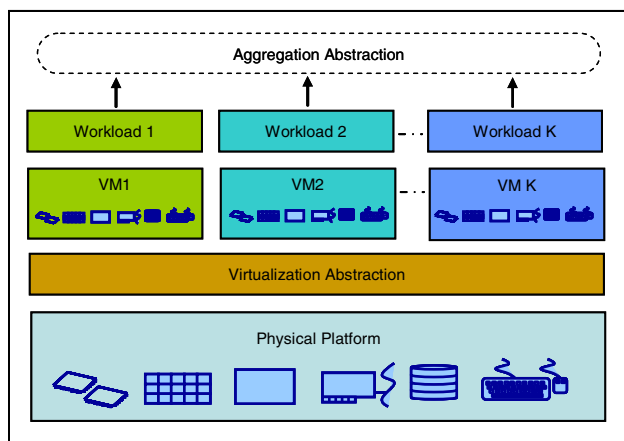 Aggregation Abstraction
Workload 1
Workload 2
Workload K
VM1
VM2
VM K
Virtualization Abstraction
Physical Platform